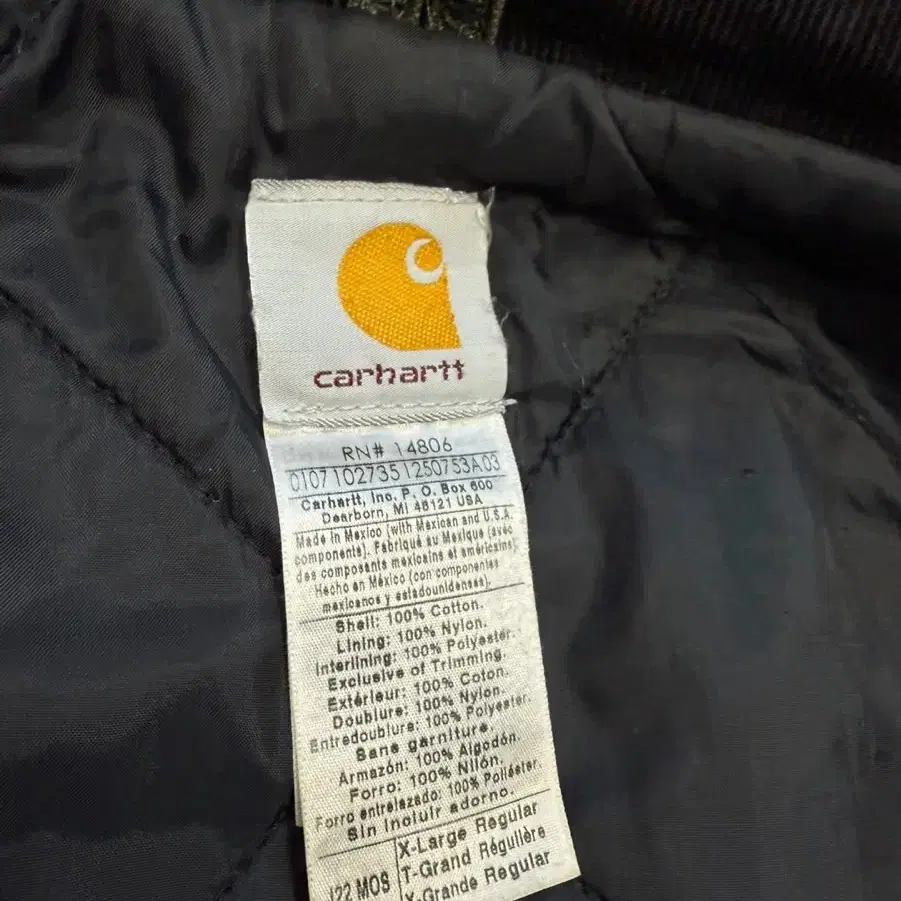 carhartt
RN# 14806
01071027351250753A03
Carhartt, Inc. P. O. Box 600
Dearborn, MI 48121 USA
Made in Mexico (with Mexican and U.S.A.
components). Fabriqué au Mexique (avec
des composants mexicains et américains).
Hecho en México (con componentes
mexicanos y estadounidenses).
Shell: 100% Cotton.
Lining: 100% Nylon.
Interlining: 100% Polyester.
Exclusive of Trimming.
Extérieur: 100% Coton.
Doublure: 100% Nylon.
Entredoublure: 100% Polyester.
Sans garniture.
Armazón: 100% Algodón.
Forro: 100% Nilón.
Forro entrelazado: 100% Poliéster.
Sin incluir adorno.
X-Large Regular
J22 MOS T-Grand Régulière
X-Grande Regular